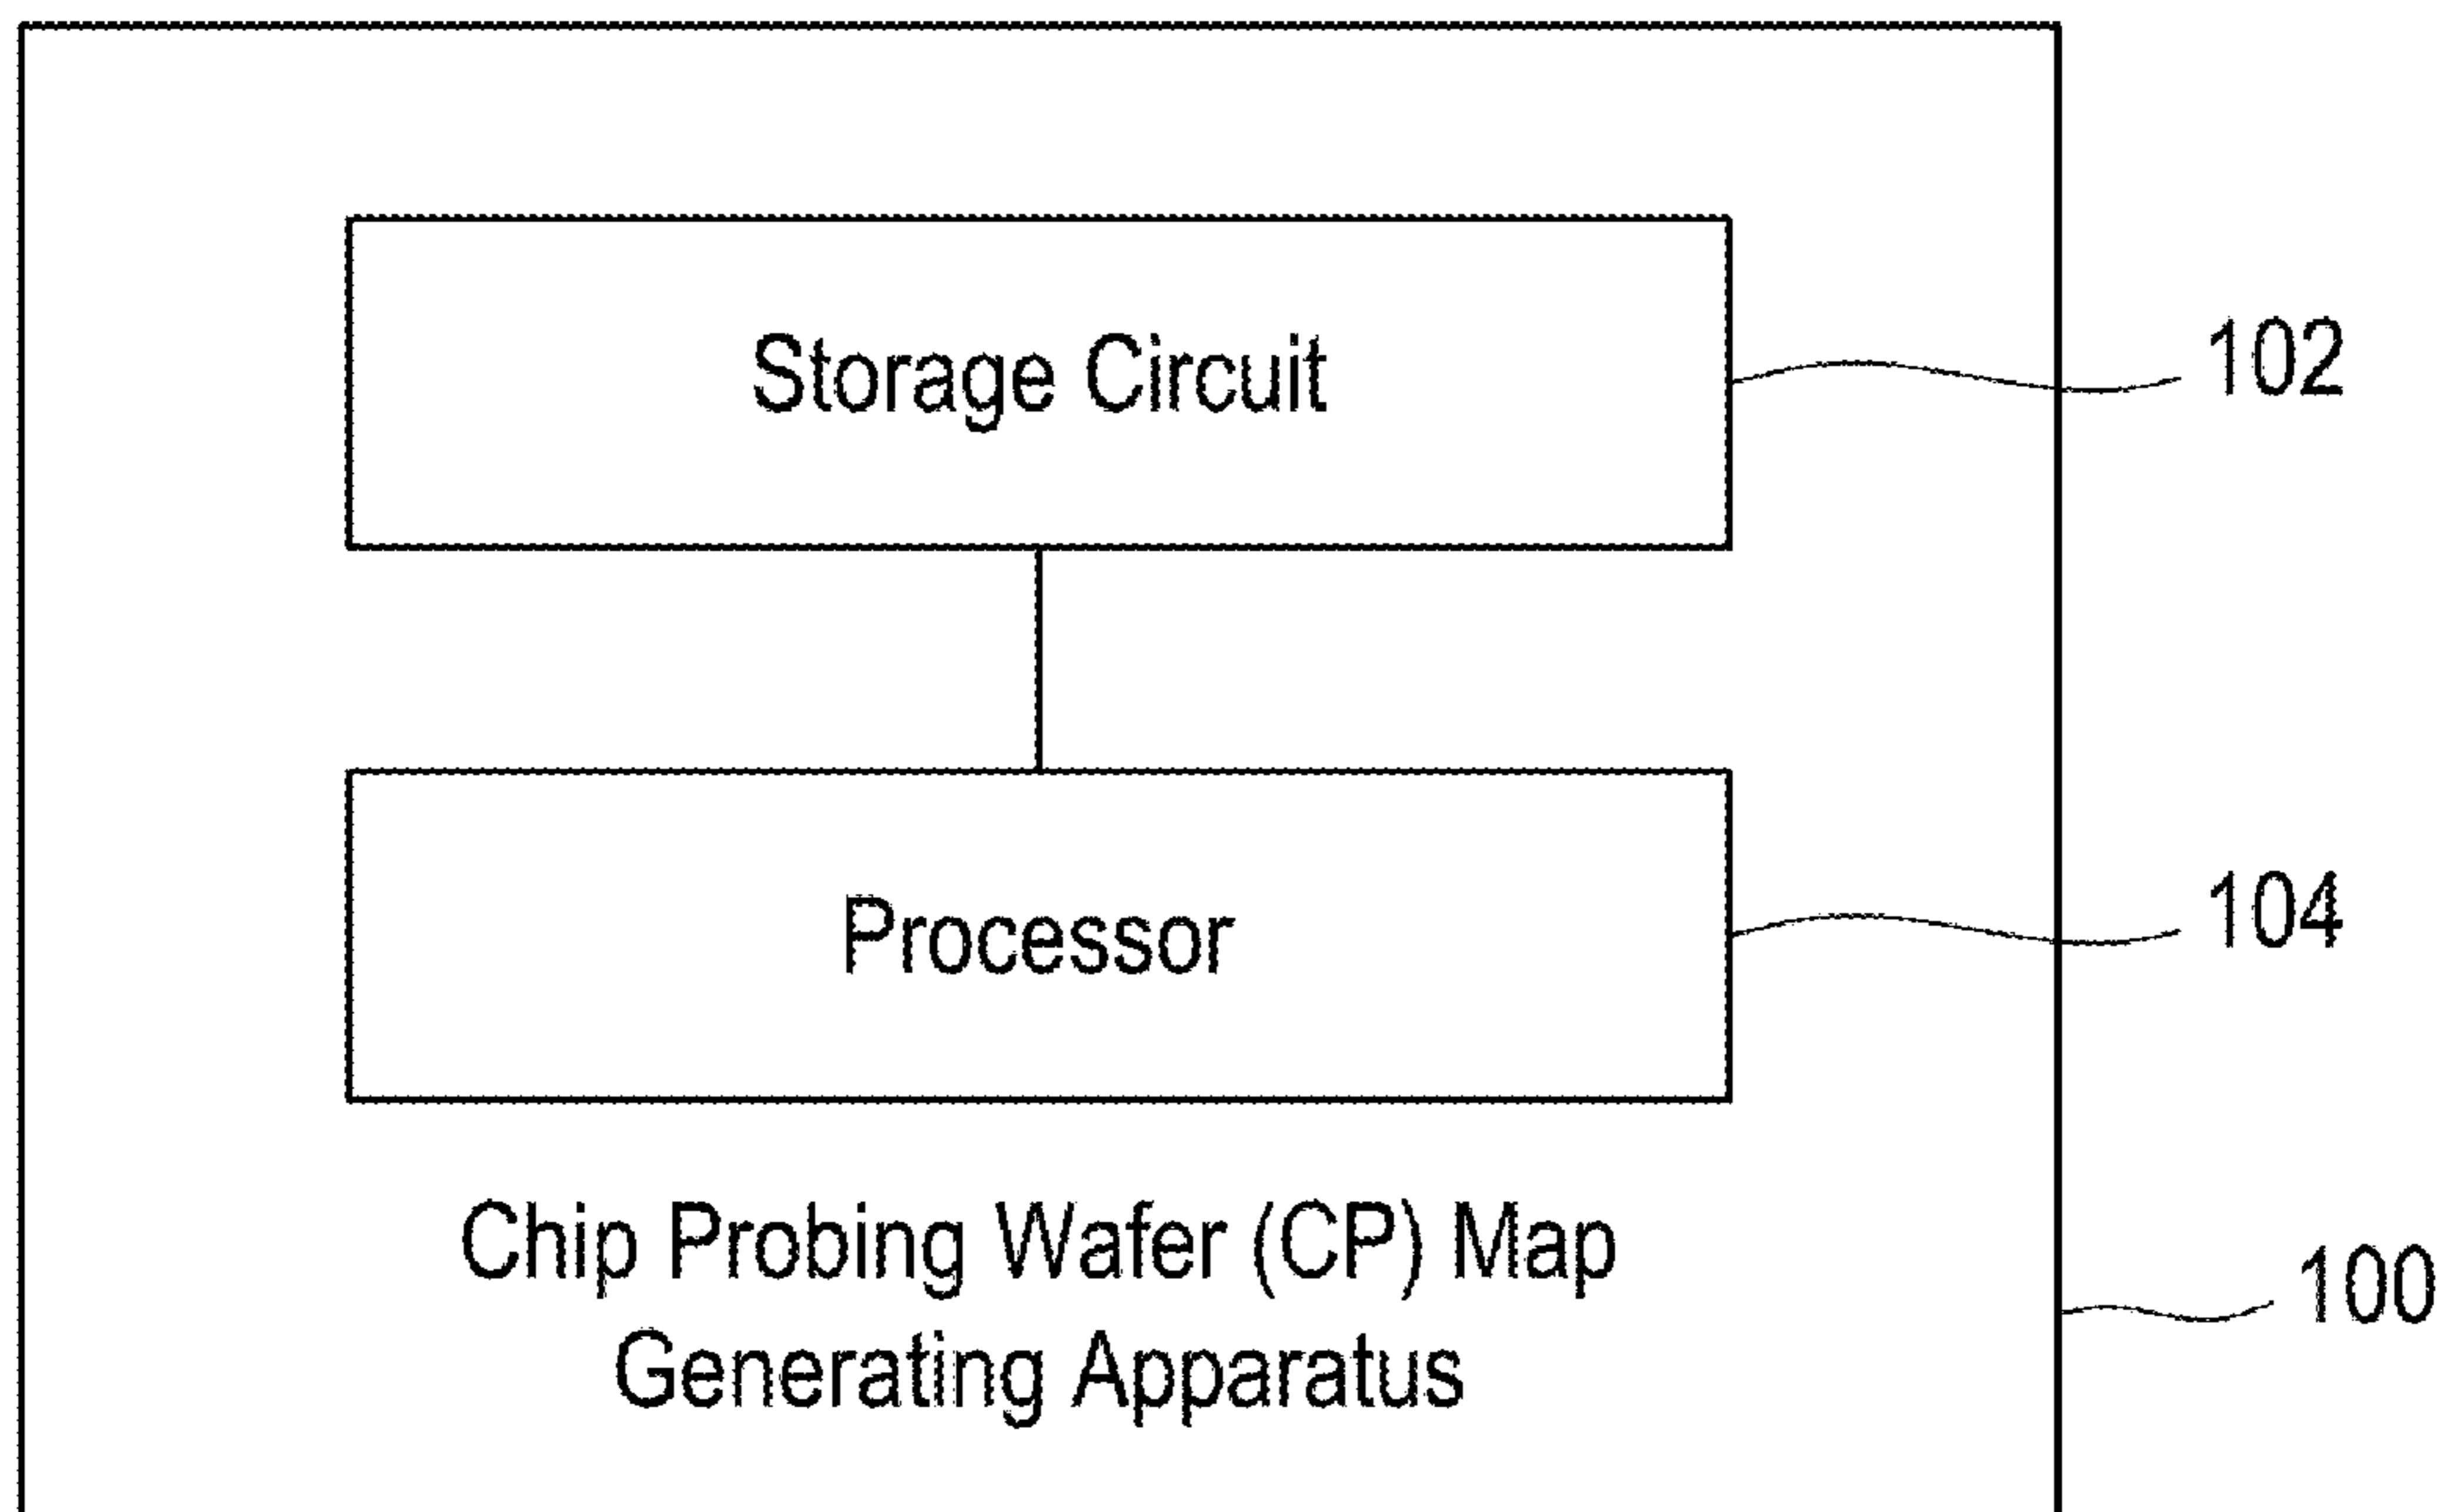 Storage Circuit
102
Processor
104
Chip Probing Wafer (CP) Map
Generating Apparatus
100